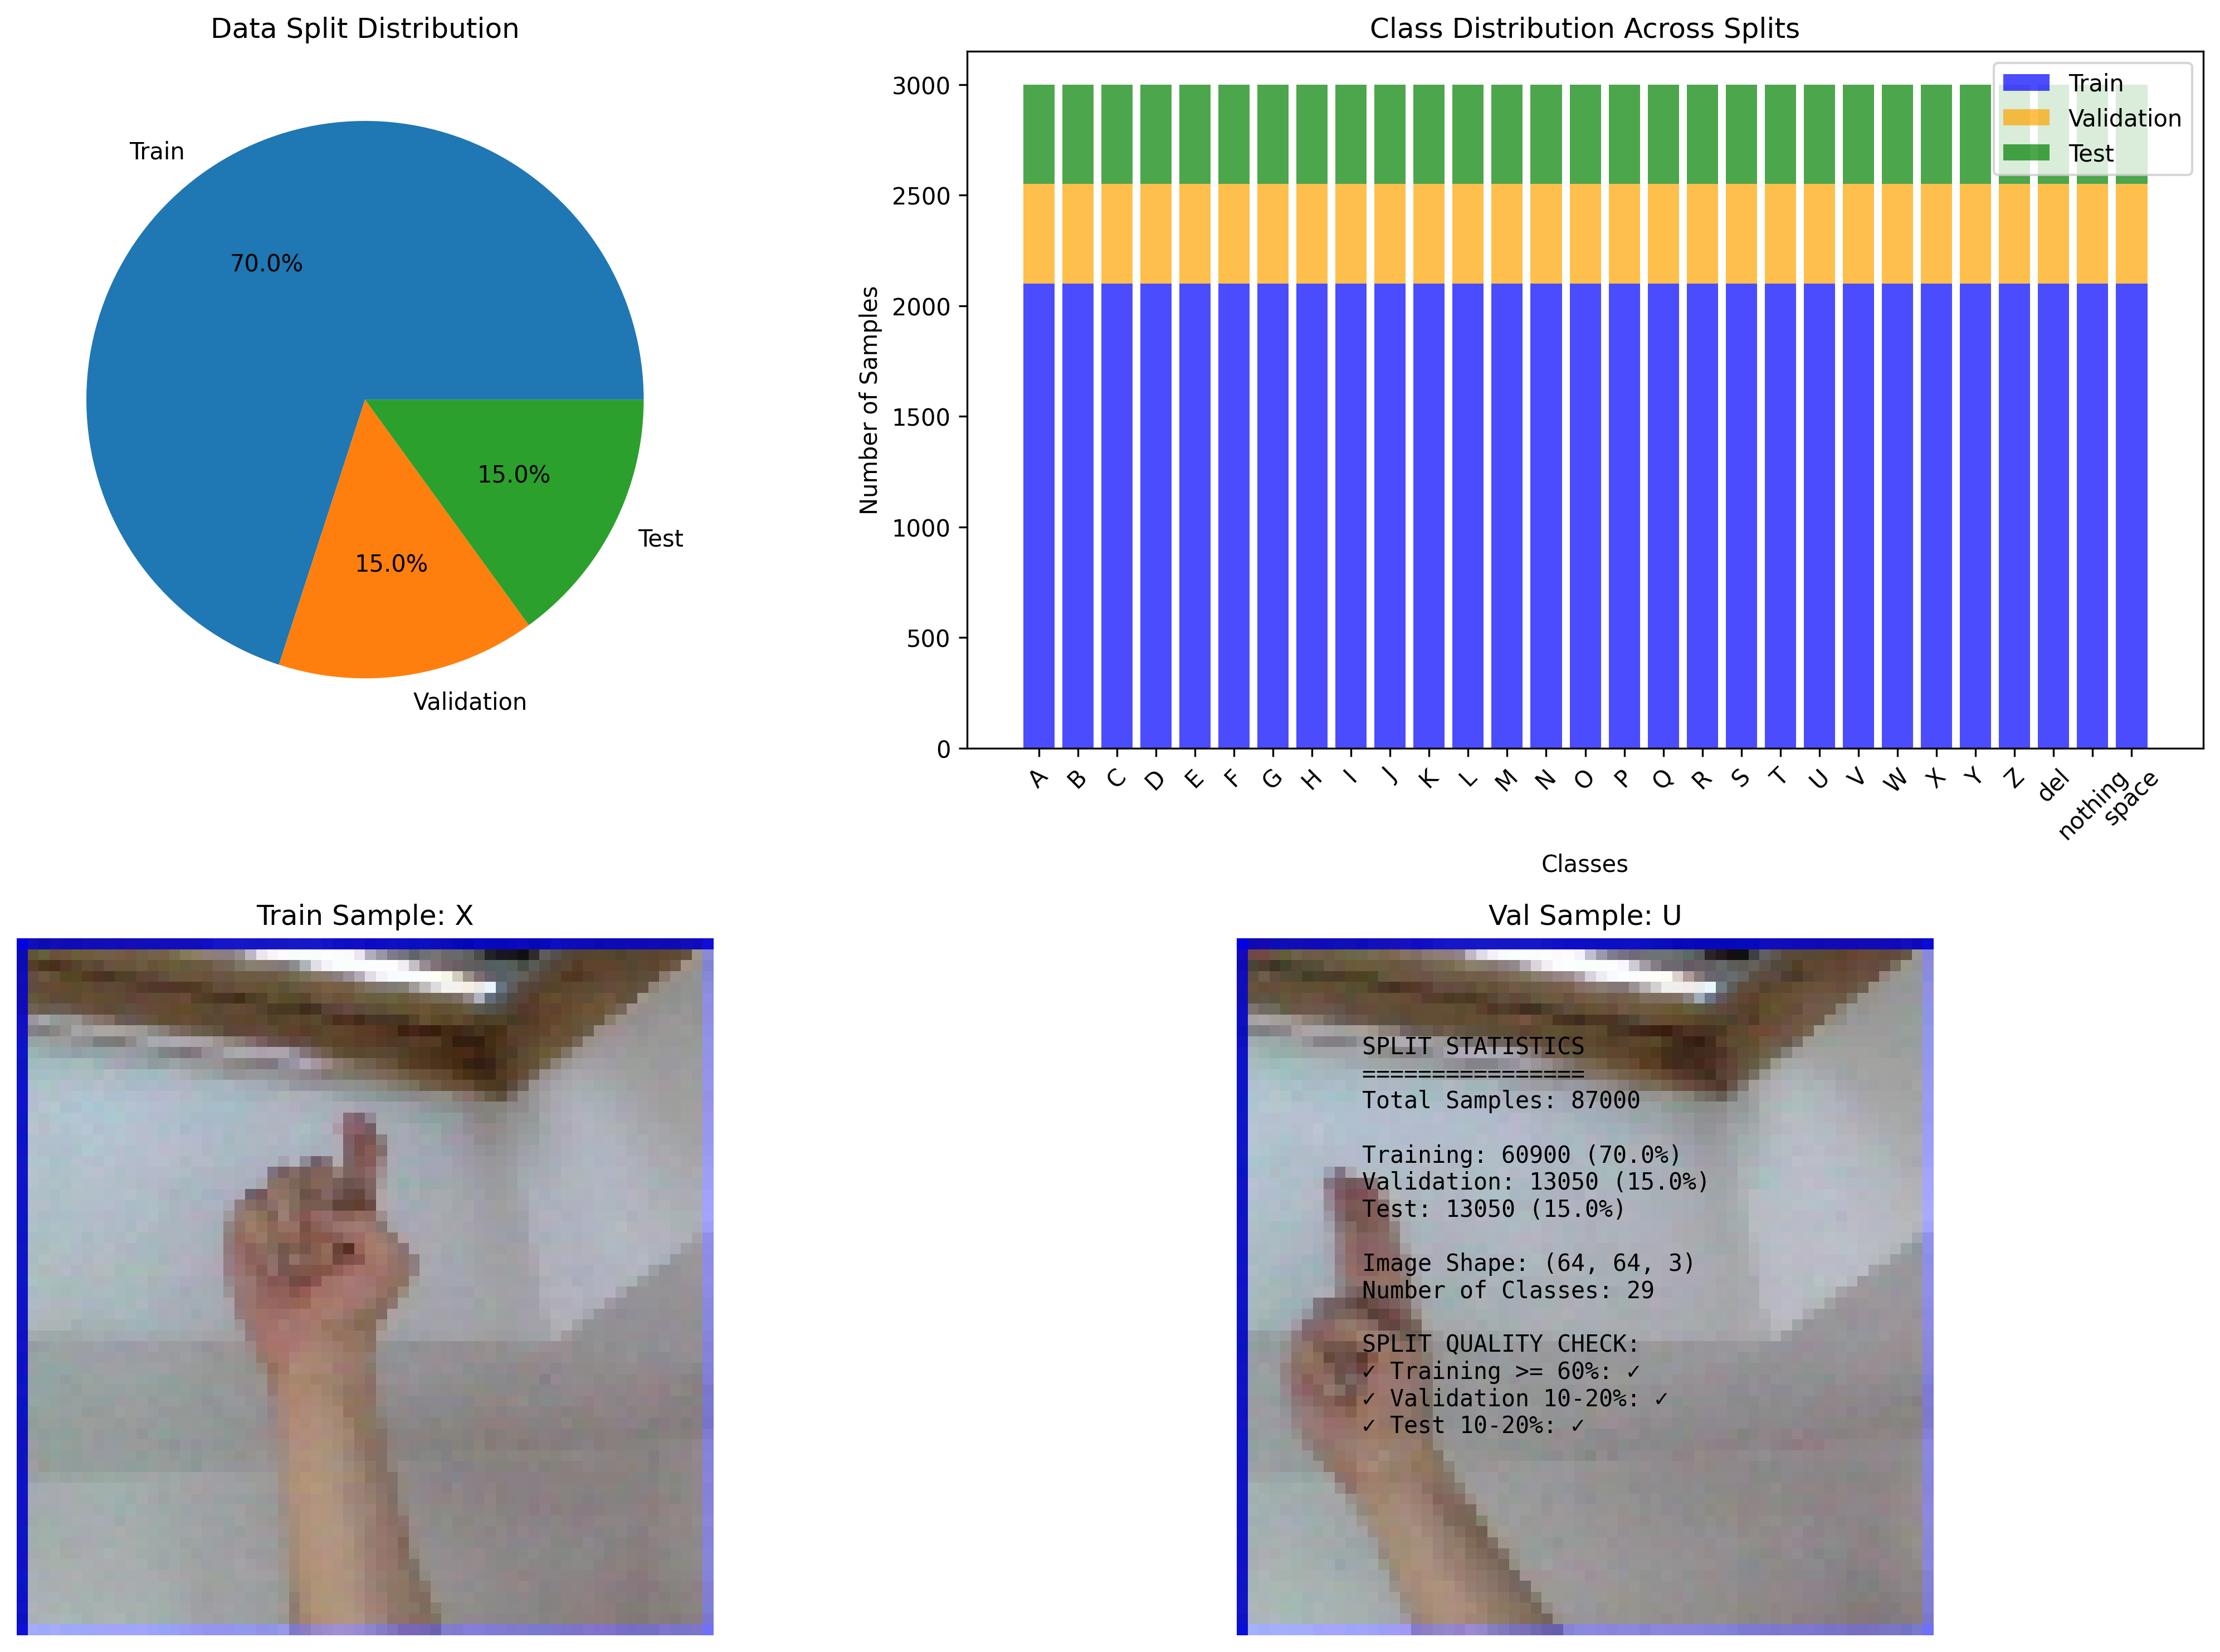 Data Split Distribution
Train
70.0%
15.0%
Test
15.0%
Validation
Class Distribution Across Splits
Train
Validation
Test
3000
2500
2000
1500
1000
500
0
Number of Samples
A B C D E F G H I J K L M N O P Q R S T U V W X Y Z del nothing space
Classes
Train Sample: X
Val Sample: U
SPLIT STATISTICS
================
Total Samples: 87000
Training: 60900 (70.0%)
Validation: 13050 (15.0%)
Test: 13050 (15.0%)
Image Shape: (64, 64, 3)
Number of Classes: 29
SPLIT QUALITY CHECK:
✓ Training >= 60%: ✓
✓ Validation 10-20%: ✓
✓ Test 10-20%: ✓